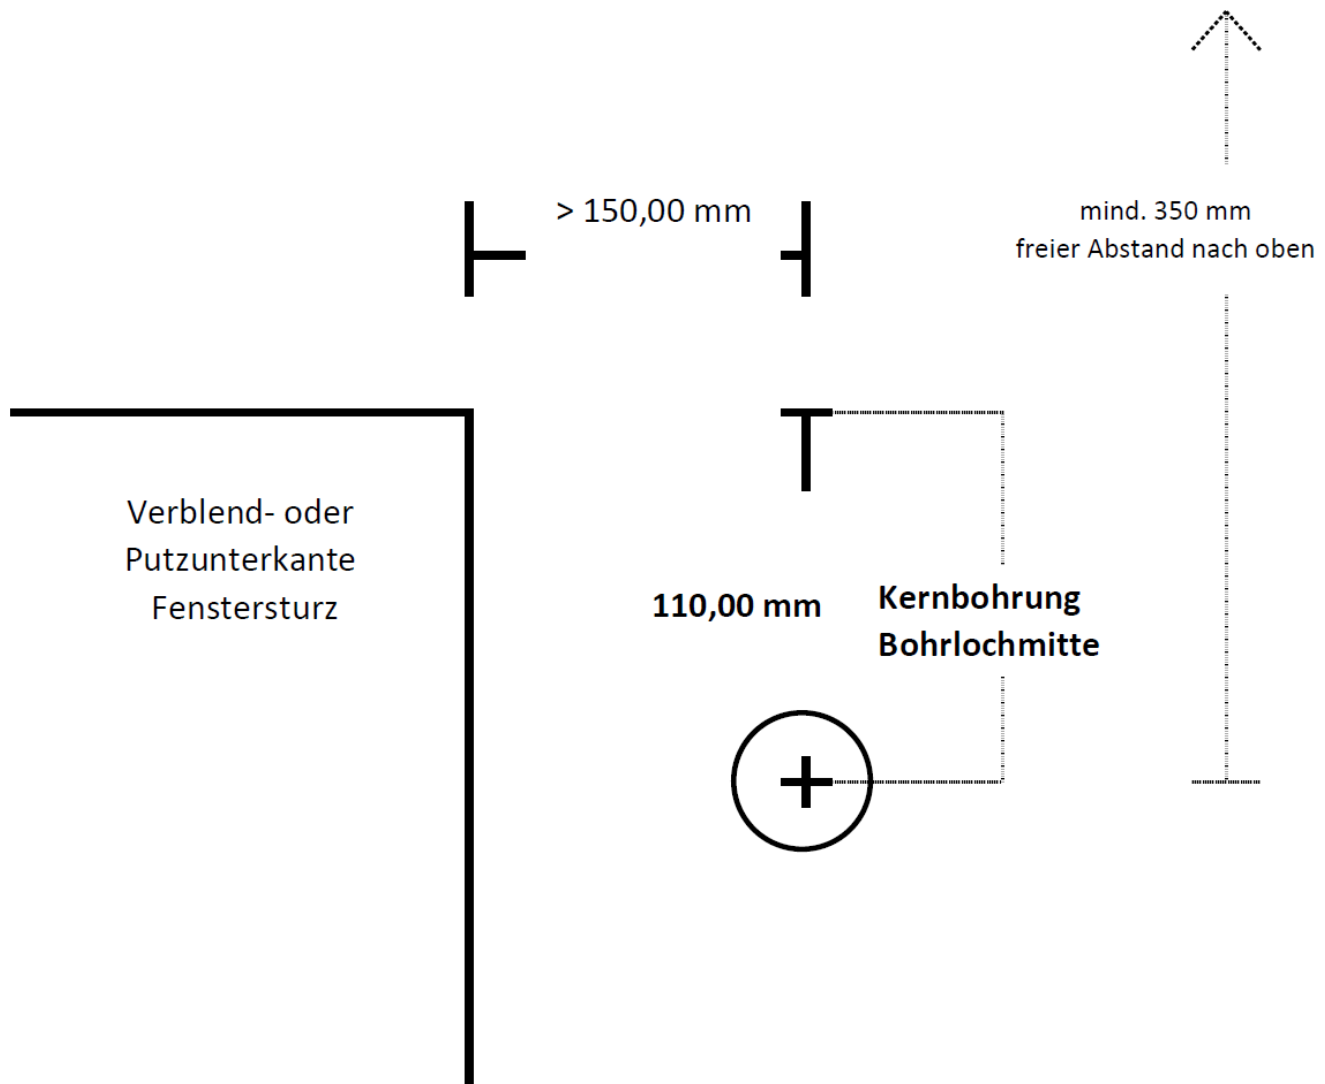 > 150,00 mm
mind. 350 mm
freier Abstand nach oben
Verblend- oder
Putzunterkante
Fenstersturz
110,00 mm
Kernbohrung
Bohrlochmitte